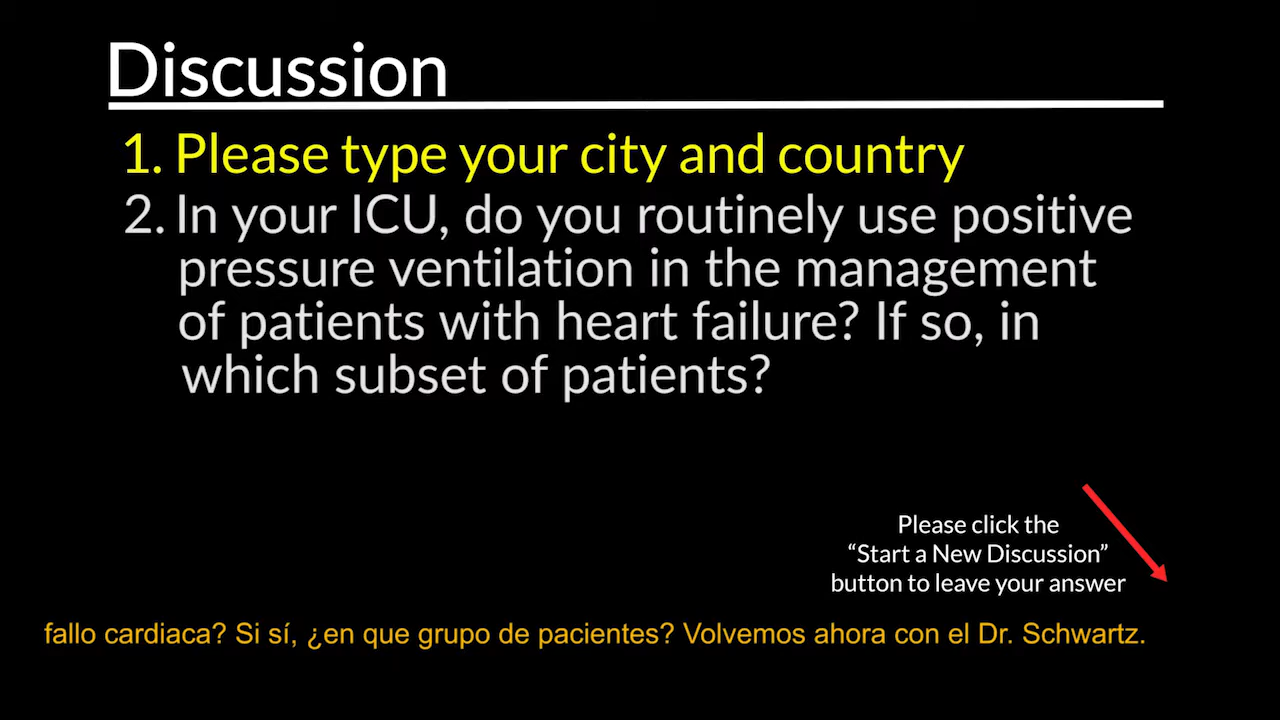 Discussion
1. Please type your city and country
2. In your ICU, do you routinely use positive
pressure ventilation in the management
of patients with heart failure? If so, in
which subset of patients?
Please click the
“Start a New Discussion”
button to leave your answer
fallo cardiaca? Si sí, ¿en que grupo de pacientes? Volvemos ahora con el Dr. Schwartz.